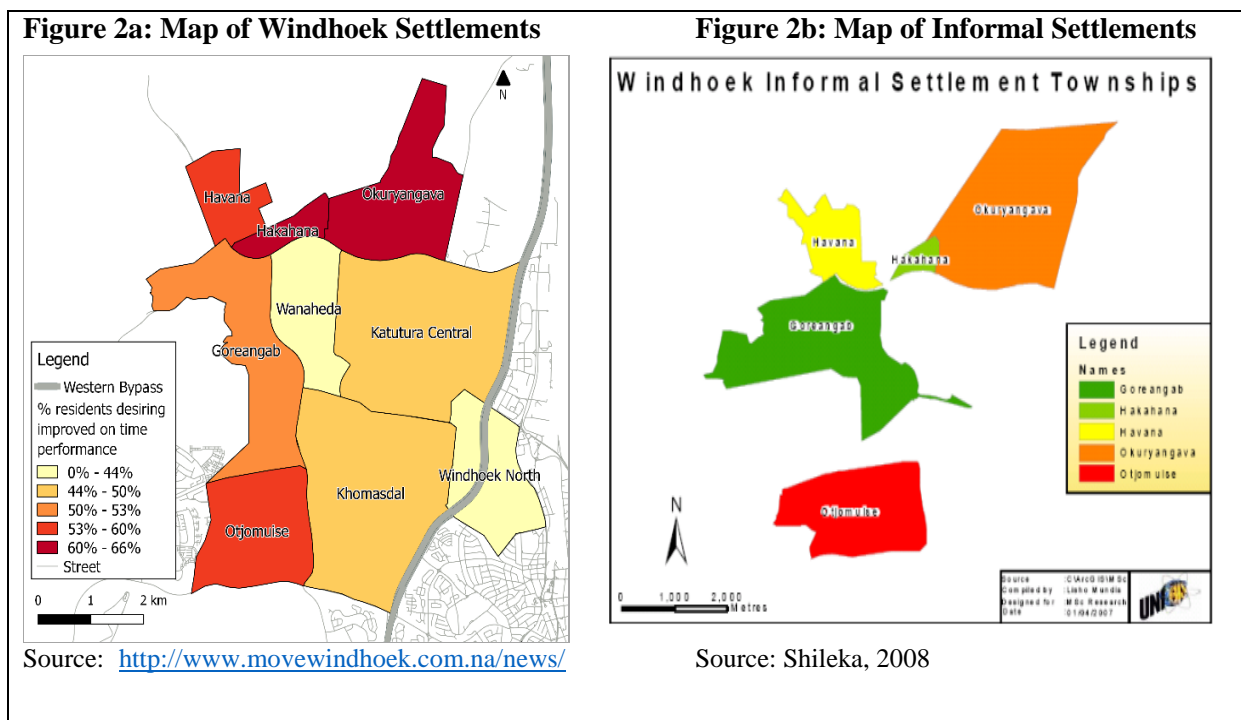 Figure 2a: Map of Windhoek Settlements
N
Havana
Okuryangava
Hakahana
Wanaheda
Katutura Central
Goreangab
Windhoek North
Khomasdal
Otjomuise
Legend
Western Bypass
% residents desiring
improved on time
performance
0% - 44%
44% - 50%
50% - 53%
53% - 60%
60% - 66%
Street
0 1 2 km
Source: http://www.movewindhoek.com.na/news/
Figure 2b: Map of Informal Settlements
Windhoek Informal Settlement Townships
Okuryangava
Havana
Hakahana
Goreangab
Otjomuise
Legend
Names
Goreangab
Hakahana
Havana
Okuryangava
Otjomuise
N
0 1,000 2,000
Metres
Source :C\ArcGIS\MSc
Compiled by :Lisho Mundia
Designed for :MSc Research
Date :01/04/2007
Source: Shileka, 2008